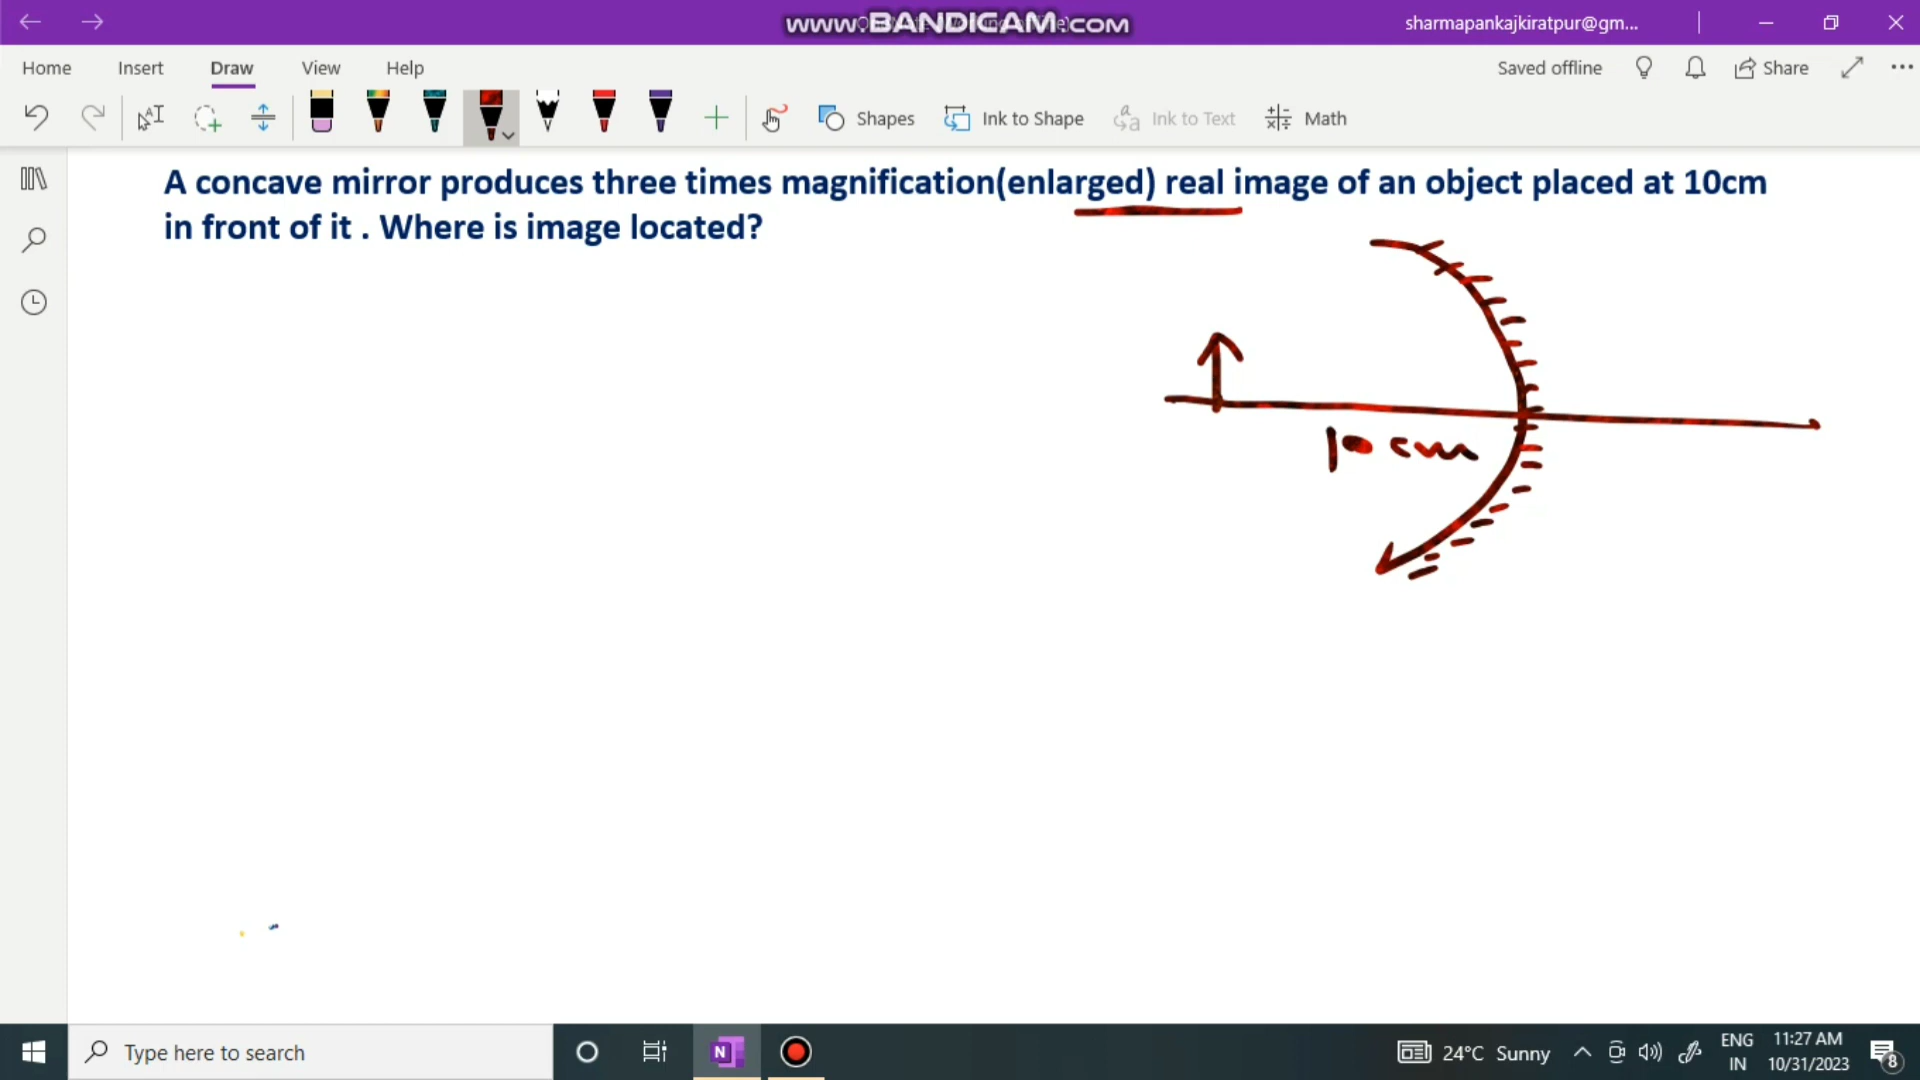 www.BANDICAM.com
sharmapankajkiratpur@gm...
Home Insert Draw View Help
Saved offline Share
Shapes Ink to Shape Ink to Text Math
A concave mirror produces three times magnification(enlarged) real image of an object placed at 10cm
in front of it . Where is image located?
10 cm
Type here to search
24°C Sunny
ENG
IN
11:27 AM
10/31/2023
8